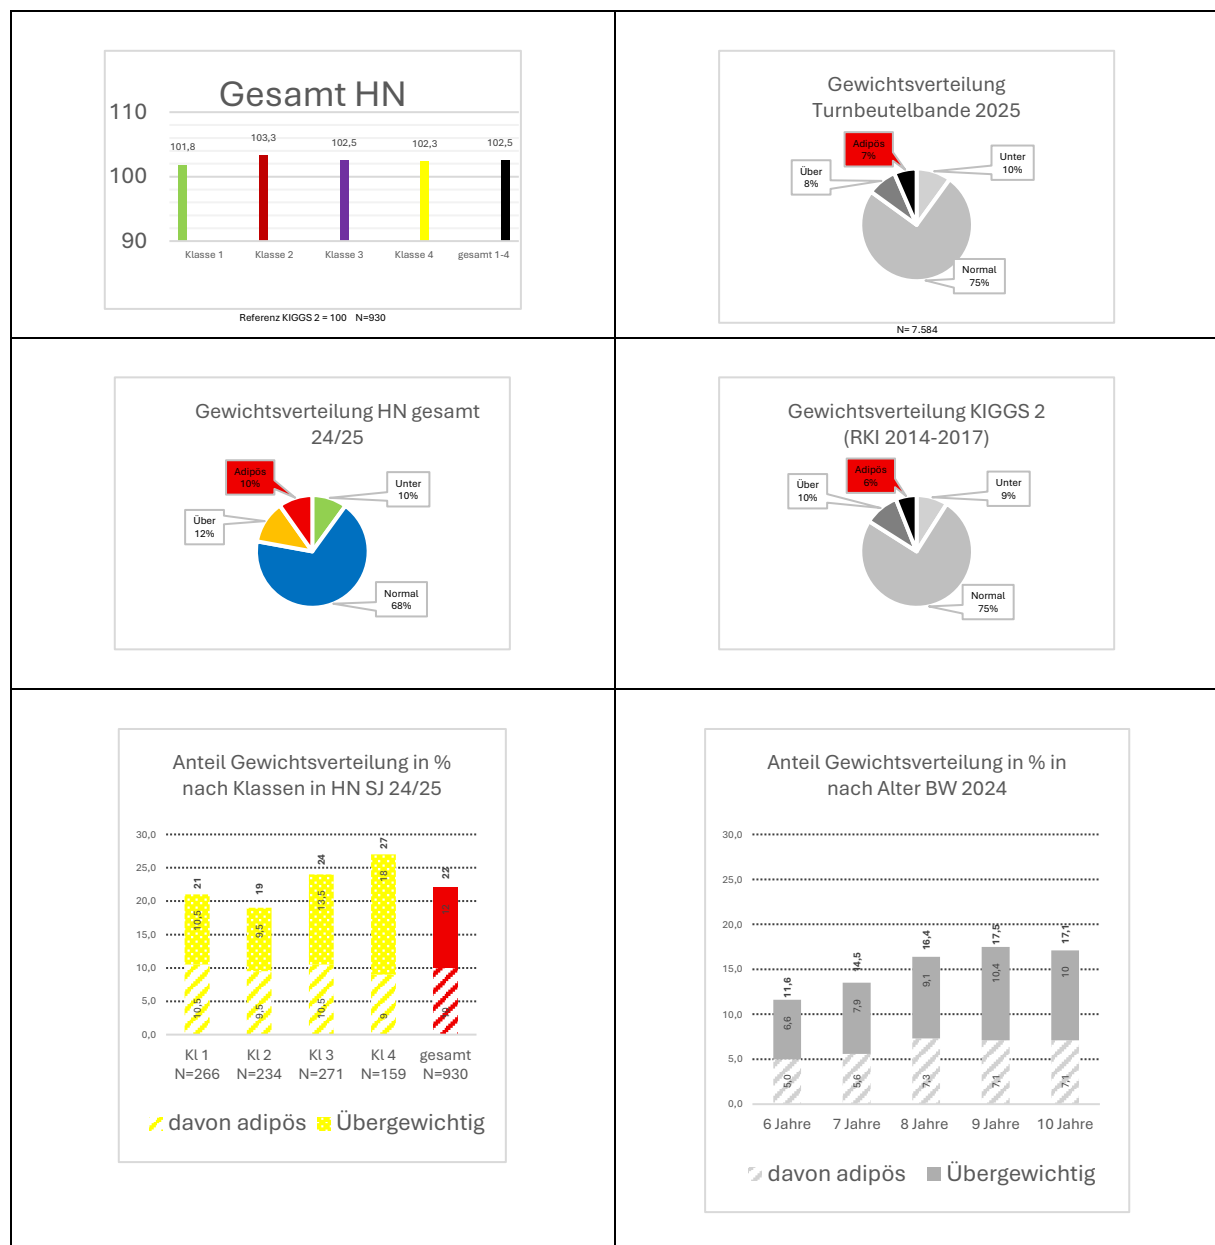 Gesamt HN
110
100
90
101,8
103,3
102,5
102,3
102,5
Klasse 1
Klasse 2
Klasse 3
Klasse 4
gesamt 1-4
Referenz KIGGS 2 = 100 N=930
Gewichtsverteilung
Turnbeutelbande 2025
Adipös
7%
Unter
10%
Über
8%
Normal
75%
N= 7.584
Gewichtsverteilung HN gesamt
24/25
Adipös
10%
Unter
10%
Über
12%
Normal
68%
Gewichtsverteilung KIGGS 2
(RKI 2014-2017)
Adipös
6%
Unter
9%
Über
10%
Normal
75%
Anteil Gewichtsverteilung in %
nach Klassen in HN SJ 24/25
30,0
25,0
20,0
15,0
10,0
5,0
0,0
21
10,5
10,5
19
9,5
9,5
24
13,5
10,5
27
18
9
22
12
10
Kl 1
N=266
Kl 2
N=234
Kl 3
N=271
Kl 4
N=159
gesamt
N=930
davon adipös
Übergewichtig
Anteil Gewichtsverteilung in % in
nach Alter BW 2024
30,0
25,0
20,0
15,0
10,0
5,0
0,0
11,6
6,6
5,0
14,5
7,9
5,6
16,4
9,1
7,3
17,5
10,4
7,1
17,1
10
7,1
6 Jahre
7 Jahre
8 Jahre
9 Jahre
10 Jahre
davon adipös
Übergewichtig